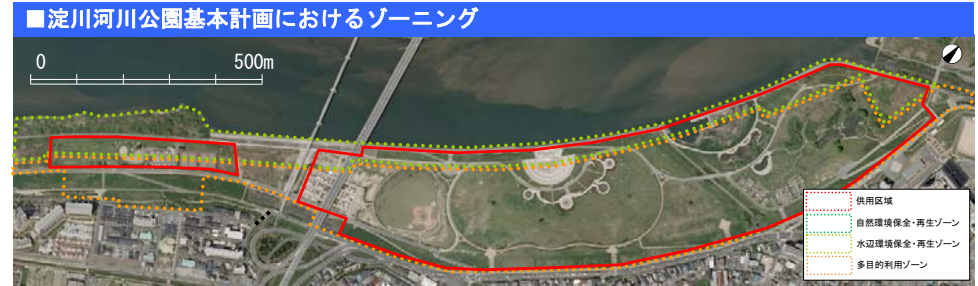 ■淀川河川公園基本計画におけるゾーニング
0 500m
供用区域
自然環境保全・再生ゾーン
水辺環境保全・再生ゾーン
多目的利用ゾーン